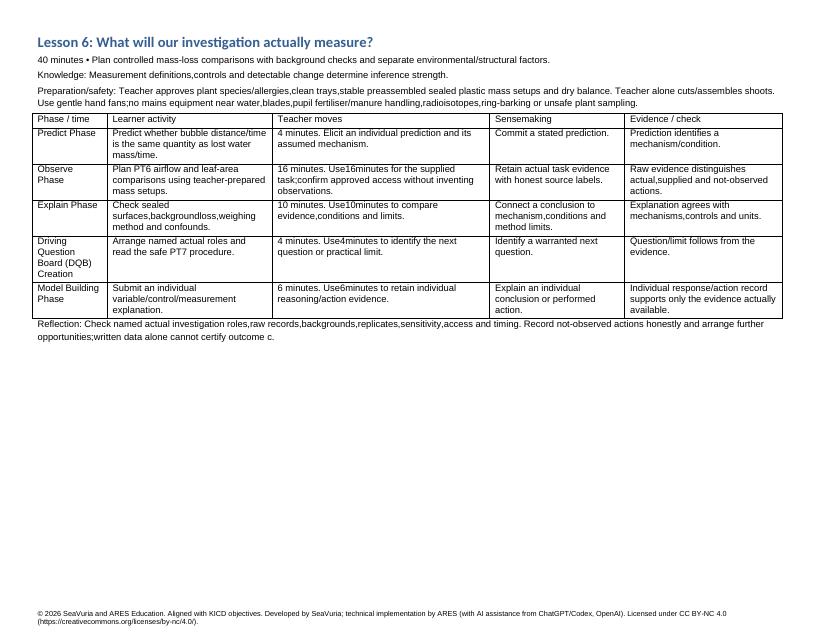 Lesson 6: What will our investigation actually measure?
40 minutes • Plan controlled mass-loss comparisons with background checks and separate environmental/structural factors.
Knowledge: Measurement definitions,controls and detectable change determine inference strength.
Preparation/safety: Teacher approves plant species/allergies,clean trays,stable preassembled sealed plastic mass setups and dry balance. Teacher alone cuts/assembles shoots.
Use gentle hand fans;no mains equipment near water,blades,pupil fertiliser/manure handling,radioisotopes,ring-barking or unsafe plant sampling.
Phase / time
Learner activity
Teacher moves
Sensemaking
Evidence / check
Predict Phase
Predict whether bubble distance/time
is the same quantity as lost water
mass/time.
4 minutes. Elicit an individual prediction and its
assumed mechanism.
Commit a stated prediction.
Prediction identifies a
mechanism/condition.
Observe
Phase
Plan PT6 airflow and leaf-area
comparisons using teacher-prepared
mass setups.
16 minutes. Use16minutes for the supplied
task;confirm approved access without inventing
observations.
Retain actual task evidence
with honest source labels.
Raw evidence distinguishes
actual,supplied and not-observed
actions.
Explain Phase
Check sealed
surfaces,backgroundloss,weighing
method and confounds.
10 minutes. Use10minutes to compare
evidence,conditions and limits.
Connect a conclusion to
mechanism,conditions and
method limits.
Explanation agrees with
mechanisms,controls and units.
Driving
Question
Board (DQB)
Creation
Arrange named actual roles and
read the safe PT7 procedure.
4 minutes. Use4minutes to identify the next
question or practical limit.
Identify a warranted next
question.
Question/limit follows from the
evidence.
Model Building
Phase
Submit an individual
variable/control/measurement
explanation.
6 minutes. Use6minutes to retain individual
reasoning/action evidence.
Explain an individual
conclusion or performed
action.
Individual response/action record
supports only the evidence actually
available.
Reflection: Check named actual investigation roles,raw records,backgrounds,replicates,sensitivity,access and timing. Record not-observed actions honestly and arrange further
opportunities;written data alone cannot certify outcome c.
© 2026 SeaVuria and ARES Education. Aligned with KICD objectives. Developed by SeaVuria; technical implementation by ARES (with AI assistance from ChatGPT/Codex, OpenAI). Licensed under CC BY-NC 4.0
(https://creativecommons.org/licenses/by-nc/4.0/).